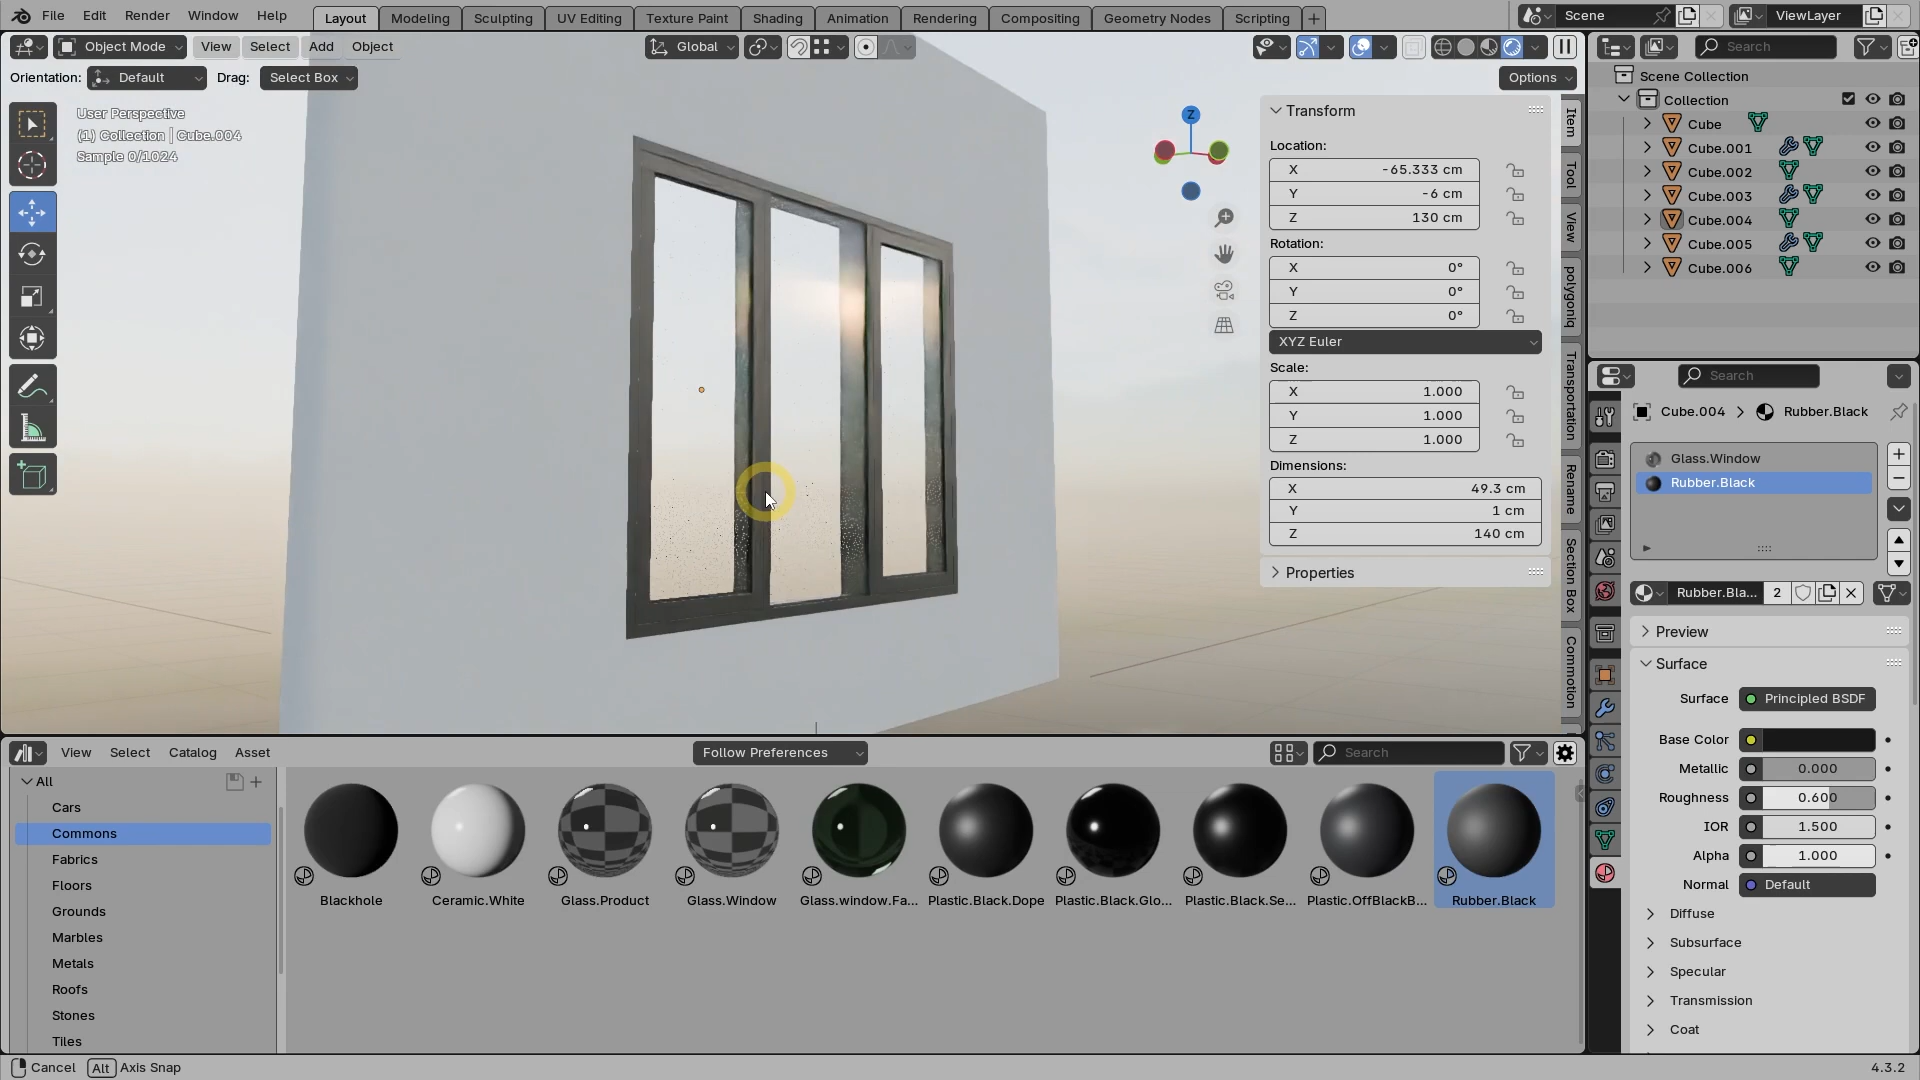 File Edit Render Window Help Layout Modeling Sculpting UV Editing Texture Paint Shading Animation Rendering Compositing Geometry Nodes Scripting + Scene ViewLayer
Object Mode View Select Add Object Global Search
Orientation: Default Drag: Select Box Options
User Perspective
(1) Collection | Cube.004
Sample 0/1024
Z
Transform
Location:
X -65.333 cm
Y -6 cm
Z 130 cm
Rotation:
X 0°
Y 0°
Z 0°
XYZ Euler
Scale:
X 1.000
Y 1.000
Z 1.000
Dimensions:
X 49.3 cm
Y 1 cm
Z 140 cm
Properties
Item
Tool
View
polygoniq
Transportation
Rename
Section Box
Commotion
Scene Collection
Collection
Cube
Cube.001
Cube.002
Cube.003
Cube.004
Cube.005
Cube.006
Search
Cube.004 > Rubber.Black
Glass.Window
Rubber.Black
Rubber.Bla... 2
Preview
Surface
Surface Principled BSDF
Base Color
Metallic 0.000
Roughness 0.600
IOR 1.500
Alpha 1.000
Normal Default
Diffuse
Subsurface
Specular
Transmission
Coat
View Select Catalog Asset Follow Preferences Search
All
Cars
Commons
Fabrics
Floors
Grounds
Marbles
Metals
Roofs
Stones
Tiles
Blackhole Ceramic.White Glass.Product Glass.Window Glass.window.Fa... Plastic.Black.Dope Plastic.Black.Glo... Plastic.Black.Se... Plastic.OffBlackB... Rubber.Black
Cancel Alt Axis Snap 4.3.2